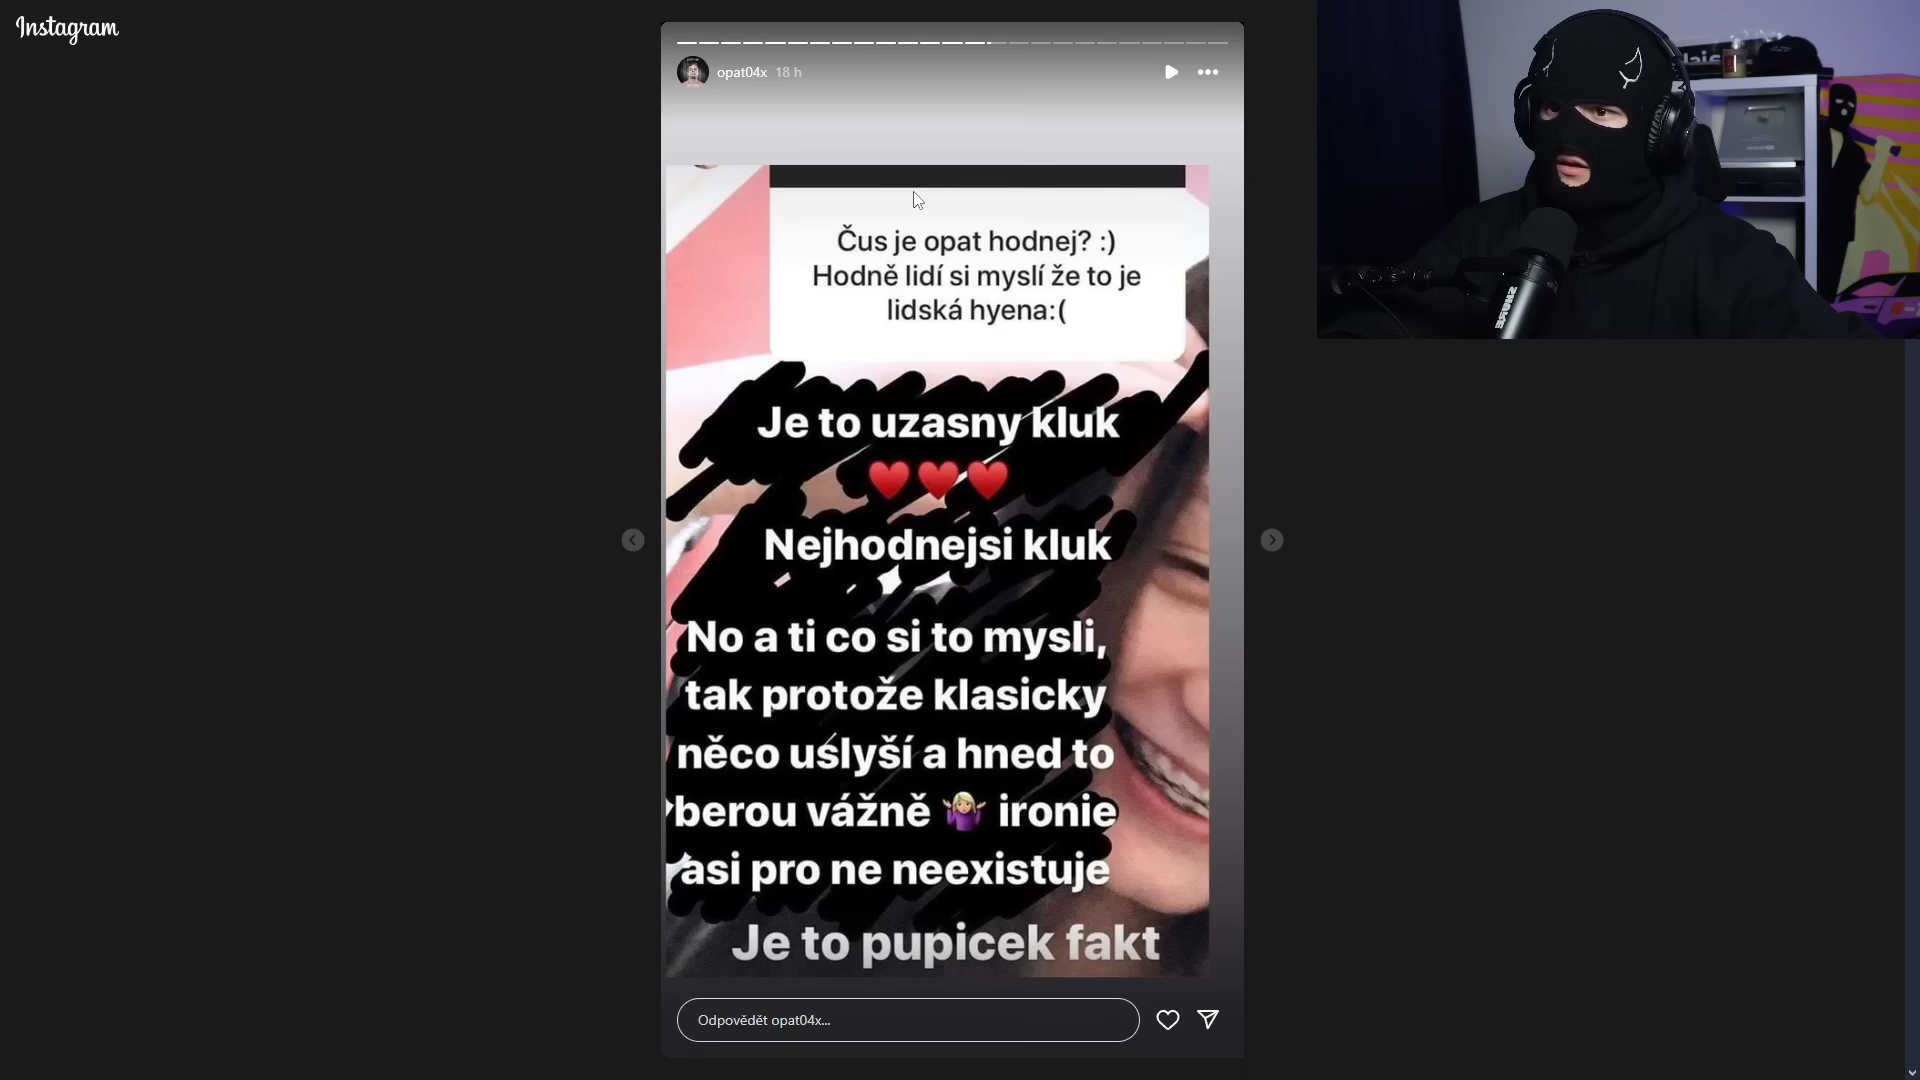 Instagram
opat04x 18 h
Čus je opat hodnej? :)
Hodně lidí si myslí že to je
lidská hyena:(
Je to uzasny kluk
❤️❤️❤️
Nejhodnejsi kluk
No a ti co si to mysli,
tak protože klasicky
něco uslyší a hned to
berou vážně 🤷🏼‍♀️ ironie
asi pro ne neexistuje
Je to pupicek fakt
Odpovědět opat04x...
SHURE